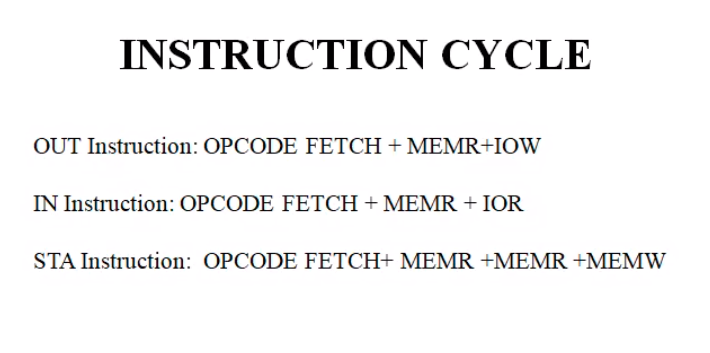 INSTRUCTION CYCLE
OUT Instruction: OPCODE FETCH + MEMR+IOW
IN Instruction: OPCODE FETCH + MEMR + IOR
STA Instruction:  OPCODE FETCH+ MEMR +MEMR +MEMW